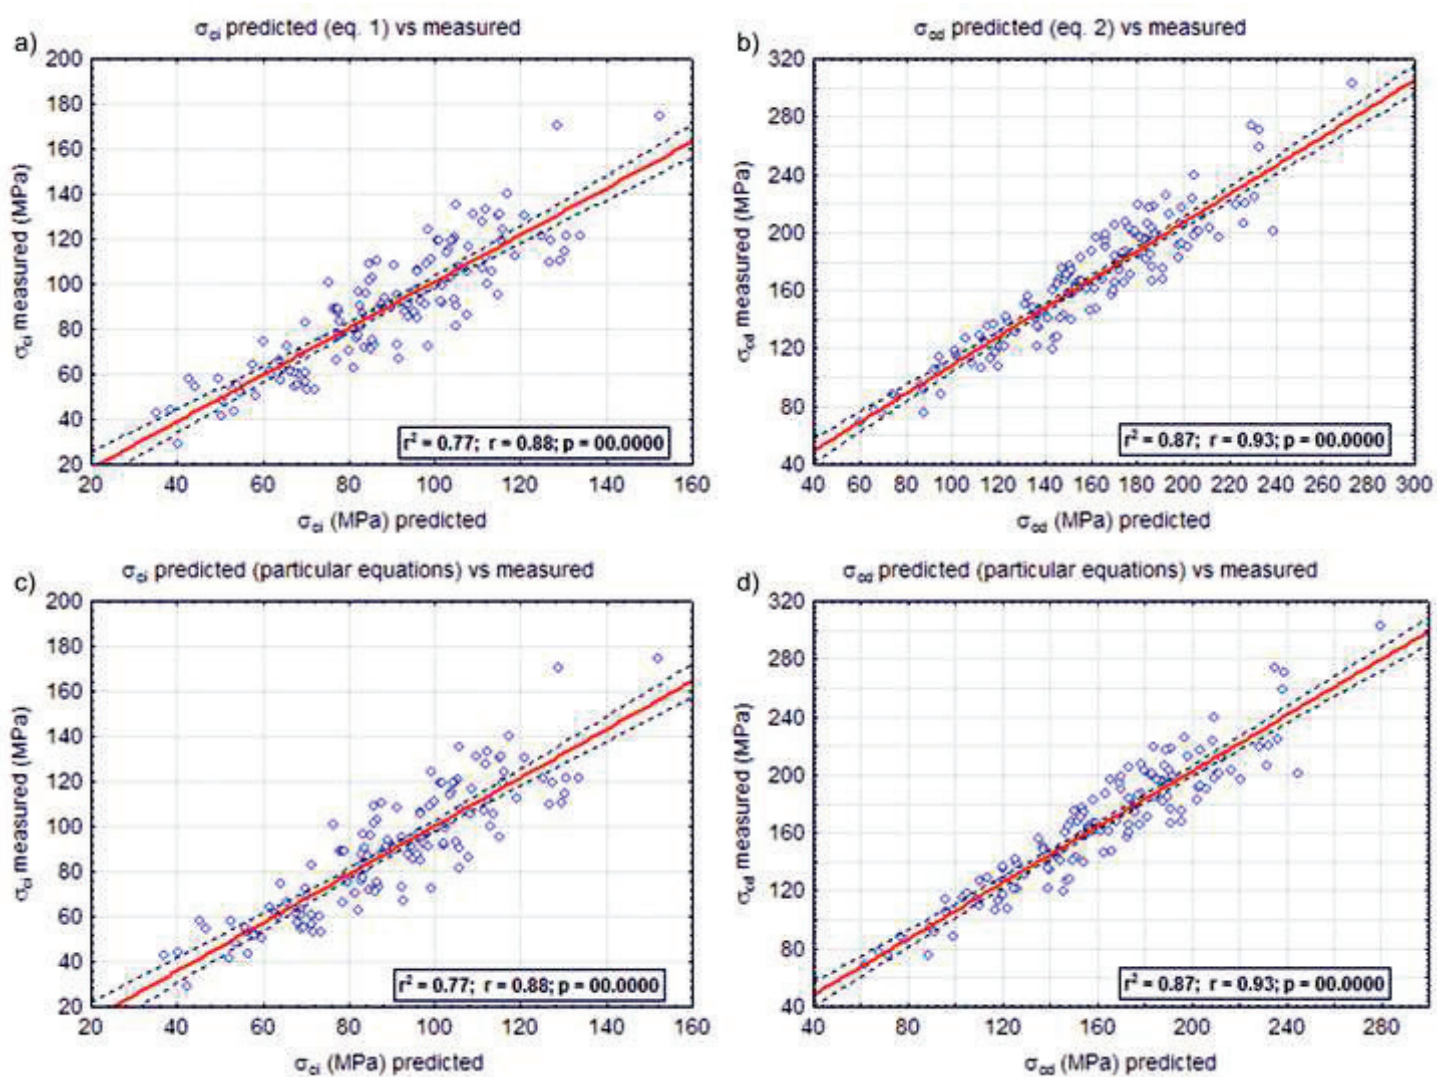 a)
σci predicted (eq. 1) vs measured
200
180
160
140
120
100
80
60
40
20
σci measured (MPa)
r² = 0.77; r = 0.88; p = 00.0000
20 40 60 80 100 120 140 160
σci (MPa) predicted
b)
σcd predicted (eq. 2) vs measured
320
280
240
200
160
120
80
40
σcd measured (MPa)
r² = 0.87; r = 0.93; p = 00.0000
40 60 80 100 120 140 160 180 200 220 240 260 280 300
σcd (MPa) predicted
c)
σci predicted (particular equations) vs measured
200
180
160
140
120
100
80
60
40
20
σci measured (MPa)
r² = 0.77; r = 0.88; p = 00.0000
20 40 60 80 100 120 140 160
σci (MPa) predicted
d)
σcd predicted (particular equations) vs measured
320
280
240
200
160
120
80
40
σcd measured (MPa)
r² = 0.87; r = 0.93; p = 00.0000
40 80 120 160 200 240 280
σcd (MPa) predicted